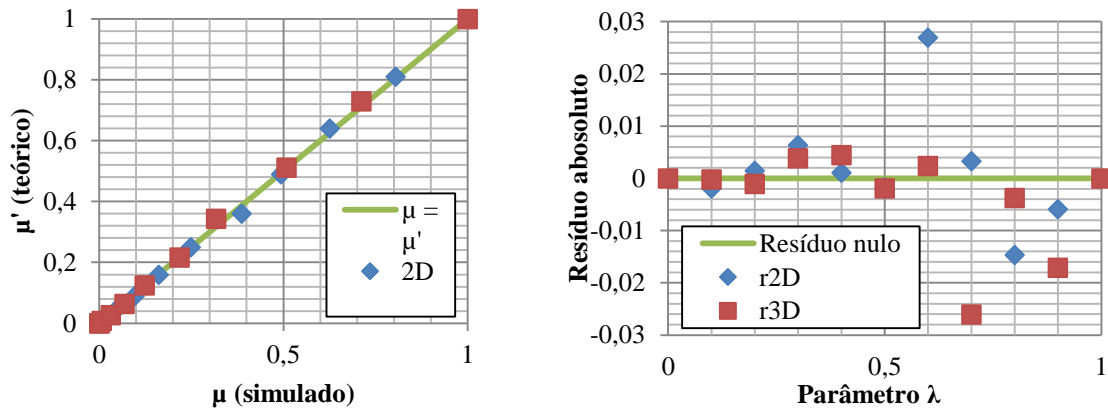 1
0,8
0,6
0,4
0,2
0
µ' (teórico)
0
0,5
1
µ (simulado)
µ =
µ'
2D
0,03
0,02
0,01
0
-0,01
-0,02
-0,03
Resíduo abosoluto
0
0,5
1
Parâmetro λ
Resíduo nulo
r2D
r3D